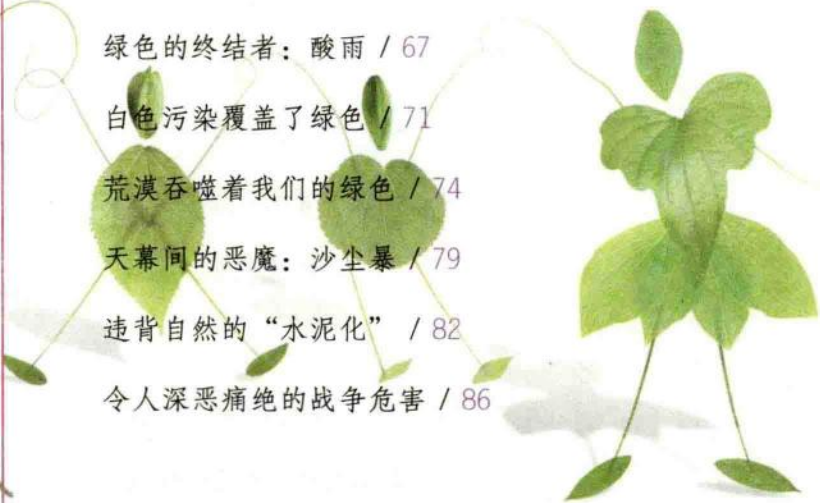 绿色的终结者：酸雨 / 67
白色污染覆盖了绿色 / 71
荒漠吞噬着我们的绿色 / 74
天幕间的恶魔：沙尘暴 / 79
违背自然的“水泥化” / 82
令人深恶痛绝的战争危害 / 86